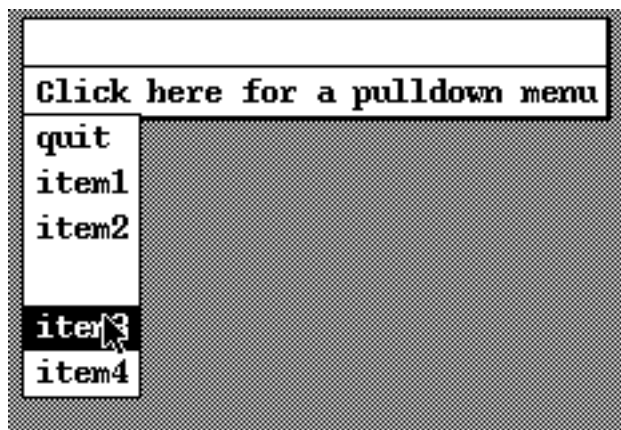 Click here for a pulldown menu
quit
item1
item2
item3
item4